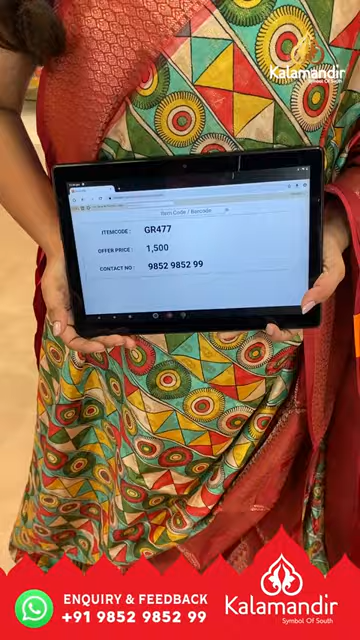 Kalamandir
Symbol Of South
Item Code / Barcode
ITEMCODE : GR477
OFFER PRICE : 1,500
CONTACT NO : 9852 9852 99
ENQUIRY & FEEDBACK
+91 9852 9852 99
Kalamandir
Symbol Of South